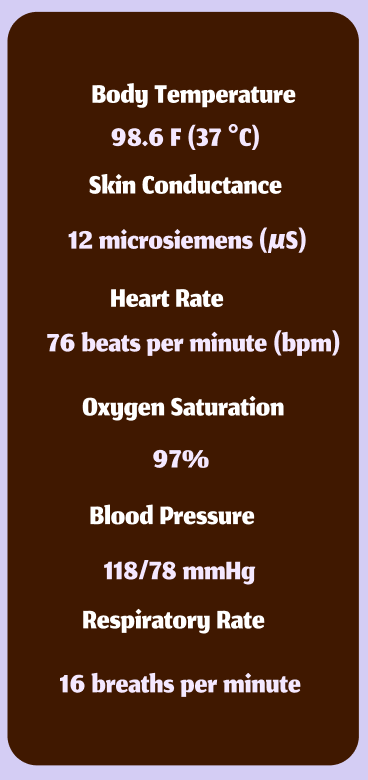 Body Temperature
98.6 F (37 °C)
Skin Conductance
12 microsiemens (µS)
Heart Rate
76 beats per minute (bpm)
Oxygen Saturation
97%
Blood Pressure
118/78 mmHg
Respiratory Rate
16 breaths per minute